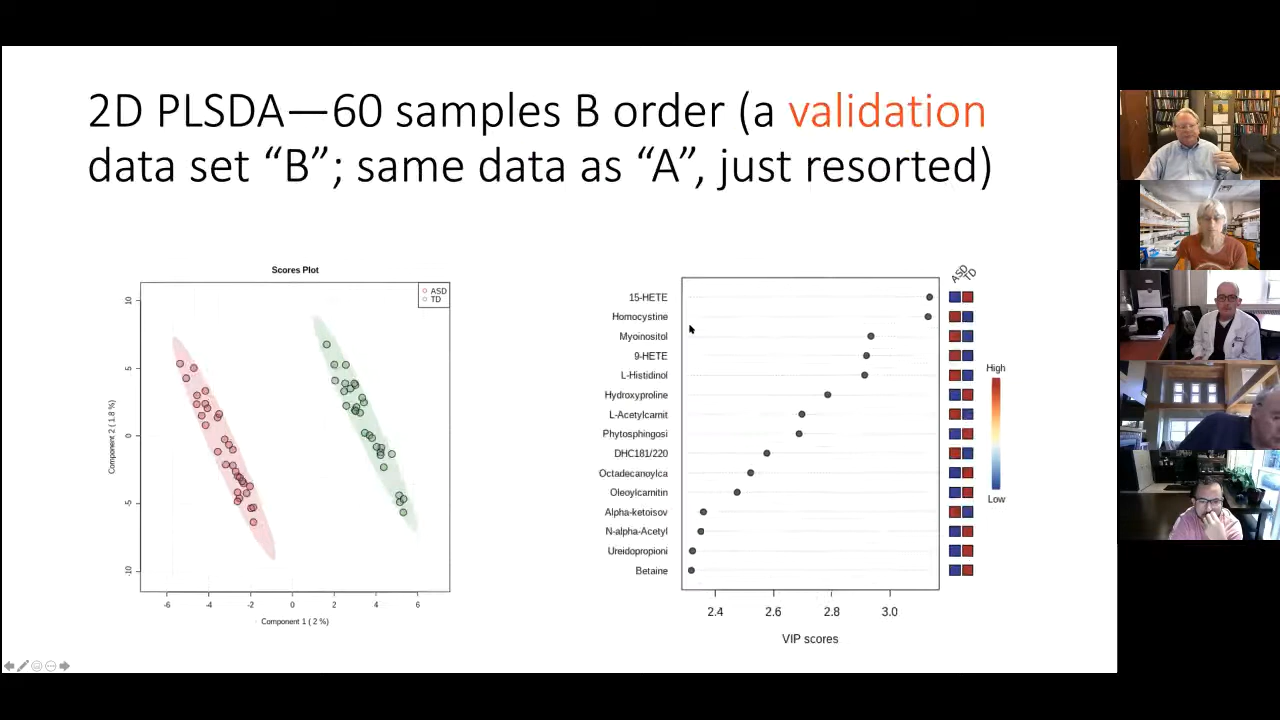 2D PLSDA—60 samples B order (a validation
data set “B”; same data as “A”, just resorted)
Scores Plot
ASD
TD
10
5
0
-5
-10
Component 2 ( 1.8 %)
-6 -4 -2 0 2 4 6
Component 1 ( 2 %)
ASD TD
15-HETE
Homocystine
Myoinositol
9-HETE
L-Histidinol
Hydroxyproline
L-Acetylcarnit
Phytosphingosi
DHC181/220
Octadecanoylca
Oleoylcarnitin
Alpha-ketoisov
N-alpha-Acetyl
Ureidopropioni
Betaine
High
Low
2.4 2.6 2.8 3.0
VIP scores